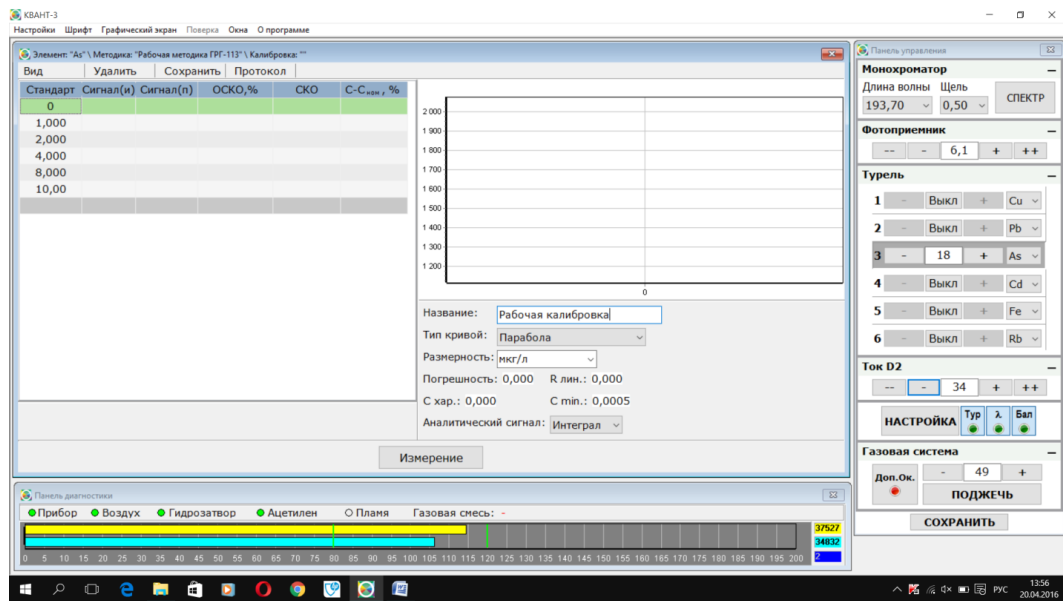 КВАНТ-3
Настройки Шрифт Графический экран Поверка Окна О программе
Элемент: "As" \ Методика: "Рабочая методика ГРГ-113" \ Калибровка: ""
Вид Удалить Сохранить Протокол
Стандарт Сигнал(и) Сигнал(п) ОСКО,% СКО C-Cном, %
0
1,000
2,000
4,000
8,000
10,00
2 000
1 900
1 800
1 700
1 600
1 500
1 400
1 300
1 200
0
Название: Рабочая калибровка
Тип кривой: Парабола
Размерность: мкг/л
Погрешность: 0,000 R лин.: 0,000
C хар.: 0,000 C min.: 0,0005
Аналитический сигнал: Интеграл
Измерение
Панель диагностики
Прибор Воздух Гидрозатвор Ацетилен Пламя Газовая смесь: -
37527
34832
2
0 5 10 15 20 25 30 35 40 45 50 55 60 65 70 75 80 85 90 95 100 105 110 115 120 125 130 135 140 145 150 155 160 165 170 175 180 185 190 195 200
Панель управления
Монохроматор
Длина волны Щель
193,70 0,50 СПЕКТР
Фотоприемник
-- - 6,1 + ++
Турель
1 - Выкл + Cu
2 - Выкл + Pb
3 - 18 + As
4 - Выкл + Cd
5 - Выкл + Fe
6 - Выкл + Rb
Ток D2
-- - 34 + ++
НАСТРОЙКА Тур λ Бал
Газовая система
Доп.Ок. - 49 +
ПОДЖЕЧЬ
СОХРАНИТЬ
РУС
13:56
20.04.2016